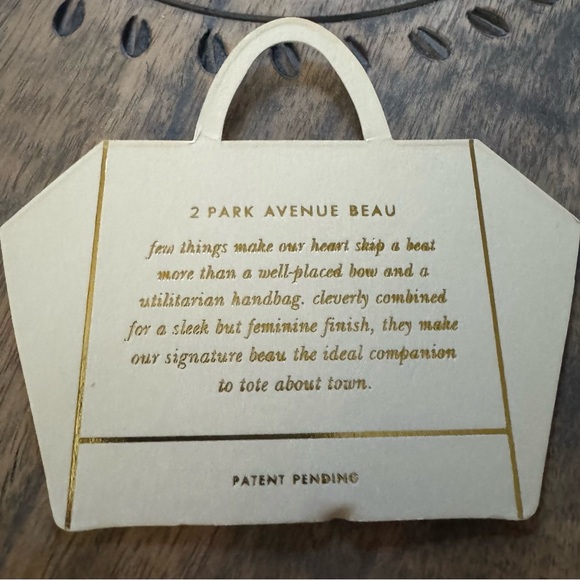 2 PARK AVENUE BEAU
few things make our heart skip a beat
more than a well-placed bow and a
utilitarian handbag. cleverly combined
for a sleek but feminine finish, they make
our signature beau the ideal companion
to tote about town.
PATENT PENDING